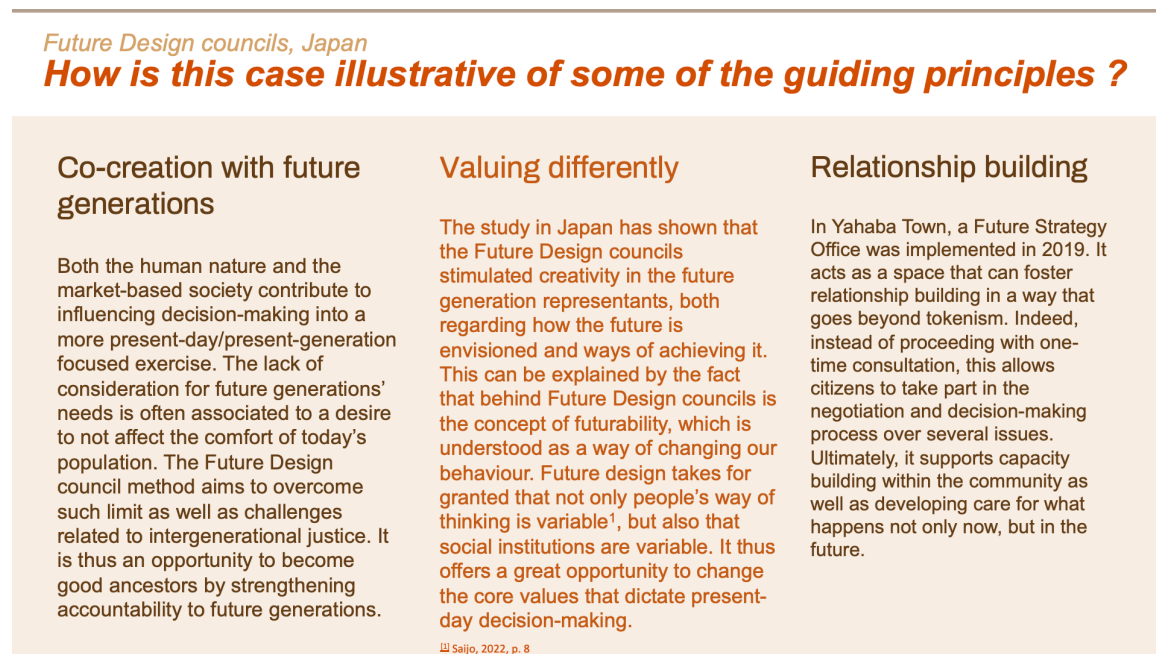 Future Design councils, Japan
How is this case illustrative of some of the guiding principles ?
Co-creation with future
generations
Both the human nature and the
market-based society contribute to
influencing decision-making into a
more present-day/present-generation
focused exercise. The lack of
consideration for future generations’
needs is often associated to a desire
to not affect the comfort of today’s
population. The Future Design
council method aims to overcome
such limit as well as challenges
related to intergenerational justice. It
is thus an opportunity to become
good ancestors by strengthening
accountability to future generations.
Valuing differently
The study in Japan has shown that
the Future Design councils
stimulated creativity in the future
generation representants, both
regarding how the future is
envisioned and ways of achieving it.
This can be explained by the fact
that behind Future Design councils is
the concept of futurability, which is
understood as a way of changing our
behaviour. Future design takes for
granted that not only people’s way of
thinking is variable¹, but also that
social institutions are variable. It thus
offers a great opportunity to change
the core values that dictate present-
day decision-making.
[1] Saijo, 2022, p. 8
Relationship building
In Yahaba Town, a Future Strategy
Office was implemented in 2019. It
acts as a space that can foster
relationship building in a way that
goes beyond tokenism. Indeed,
instead of proceeding with one-
time consultation, this allows
citizens to take part in the
negotiation and decision-making
process over several issues.
Ultimately, it supports capacity
building within the community as
well as developing care for what
happens not only now, but in the
future.